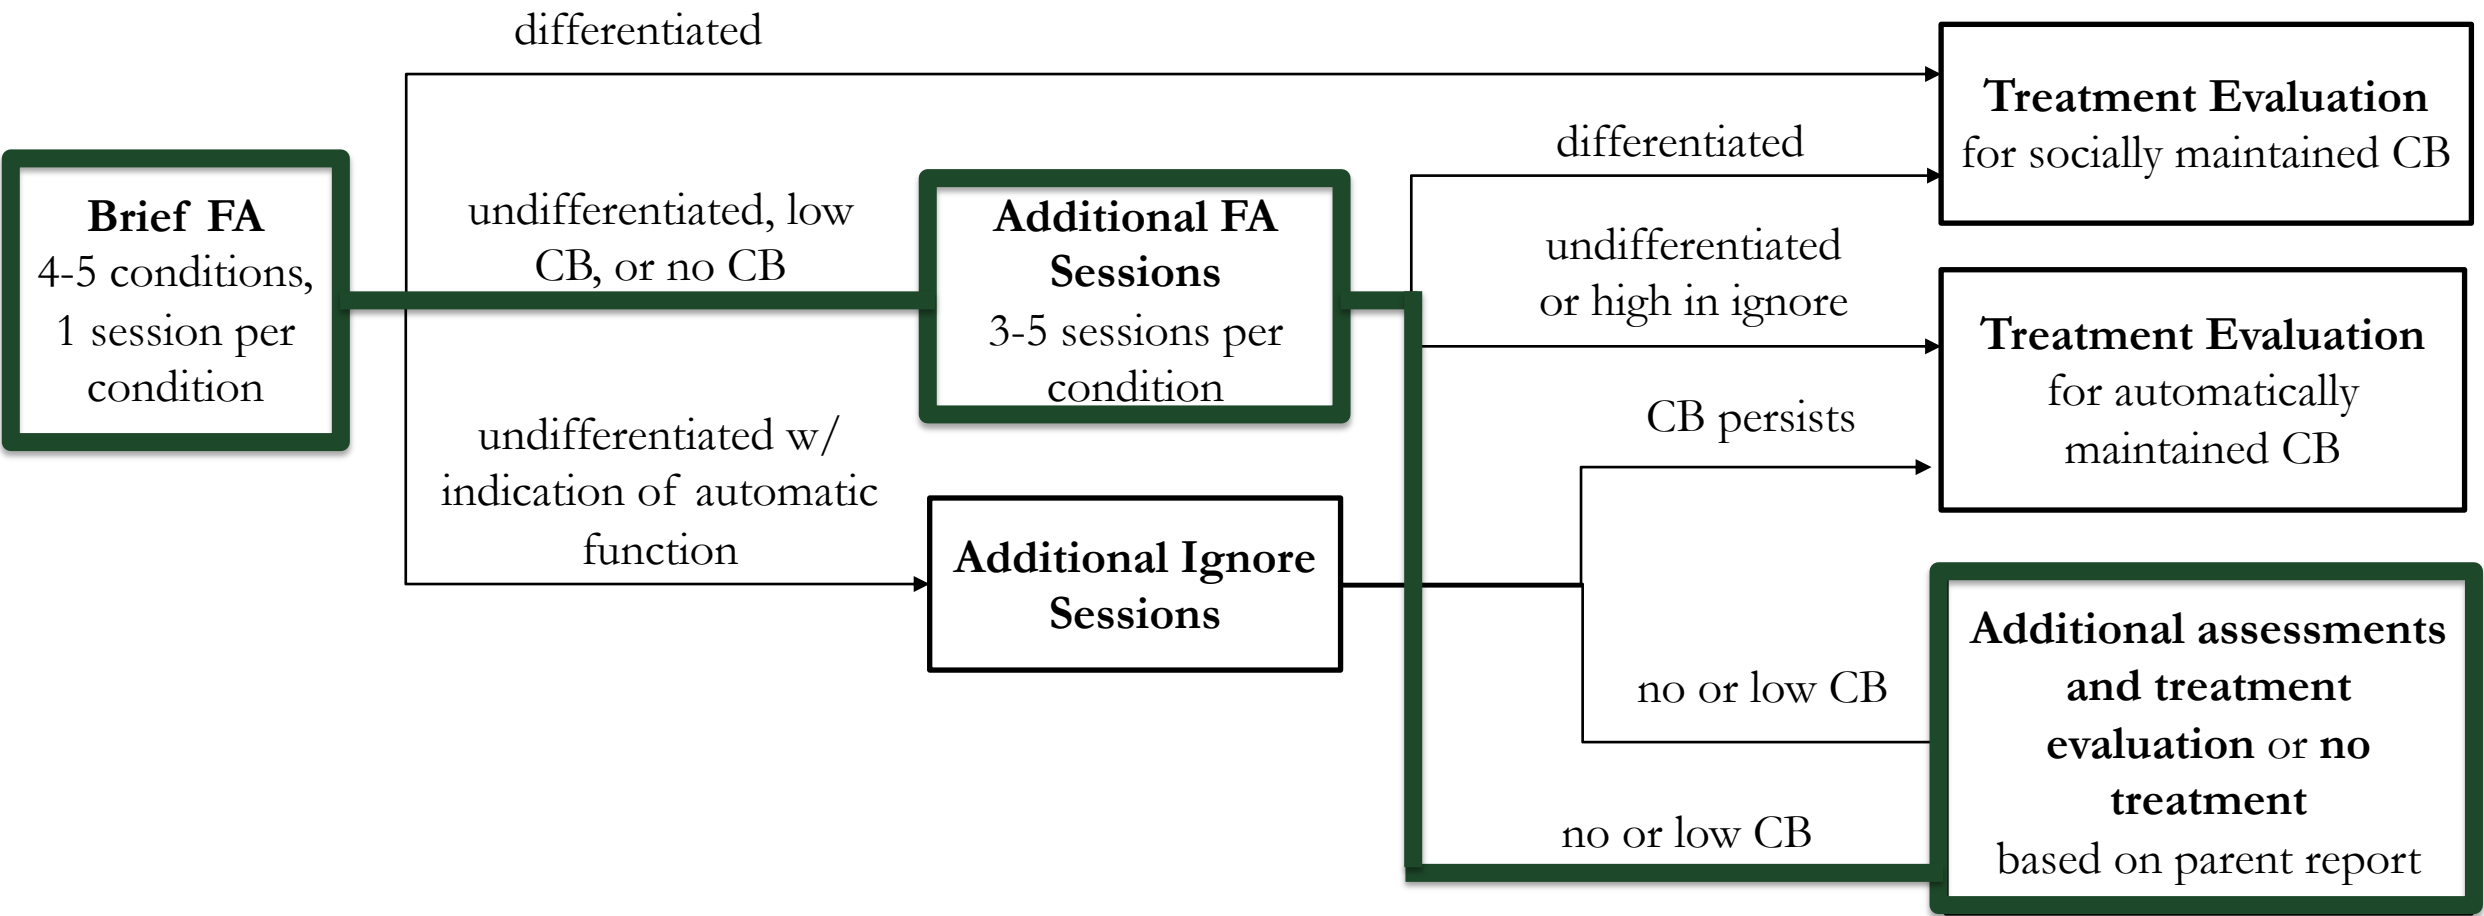 differentiated
Brief FA
4-5 conditions,
1 session per
condition
undifferentiated, low
CB, or no CB
undifferentiated w/
indication of automatic
function
Additional FA
Sessions
3-5 sessions per
condition
Additional Ignore
Sessions
differentiated
undifferentiated
or high in ignore
CB persists
no or low CB
no or low CB
Treatment Evaluation
for socially maintained CB
Treatment Evaluation
for automatically
maintained CB
Additional assessments
and treatment
evaluation or no
treatment
based on parent report